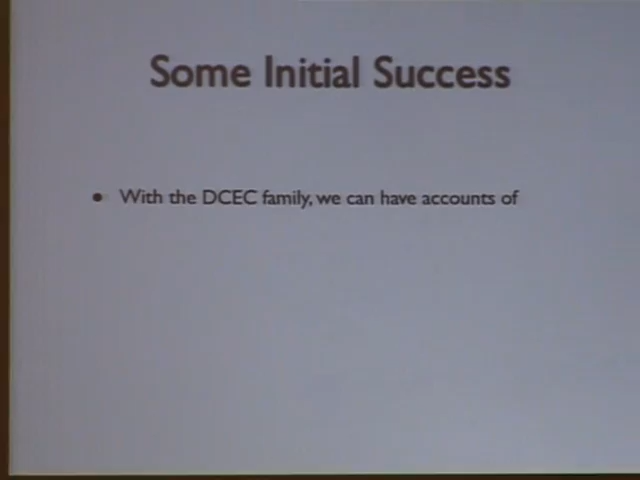 Some Initial Success
• With the DCEC family, we can have accounts of